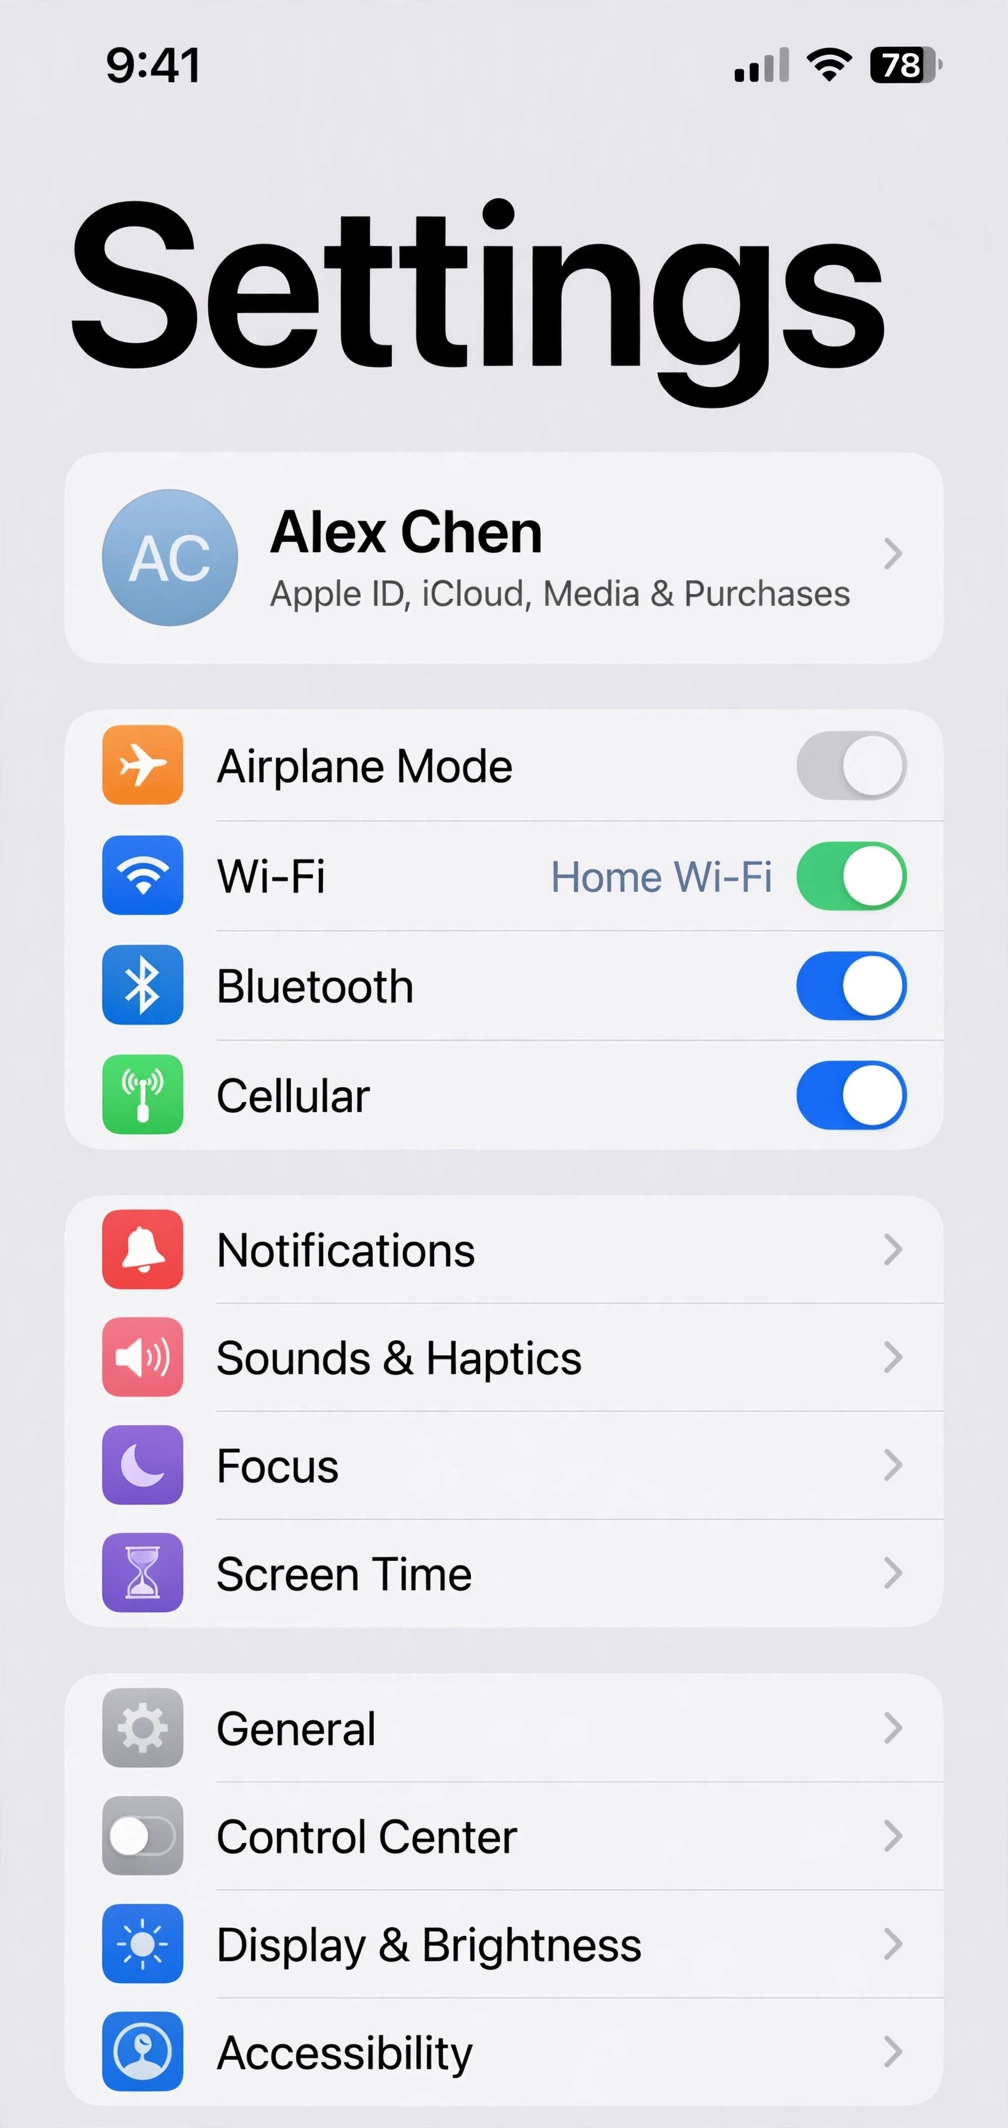 9:41
78
Settings
AC
Alex Chen
Apple ID, iCloud, Media & Purchases
Airplane Mode
Wi-Fi Home Wi-Fi
Bluetooth
Cellular
Notifications
Sounds & Haptics
Focus
Screen Time
General
Control Center
Display & Brightness
Accessibility